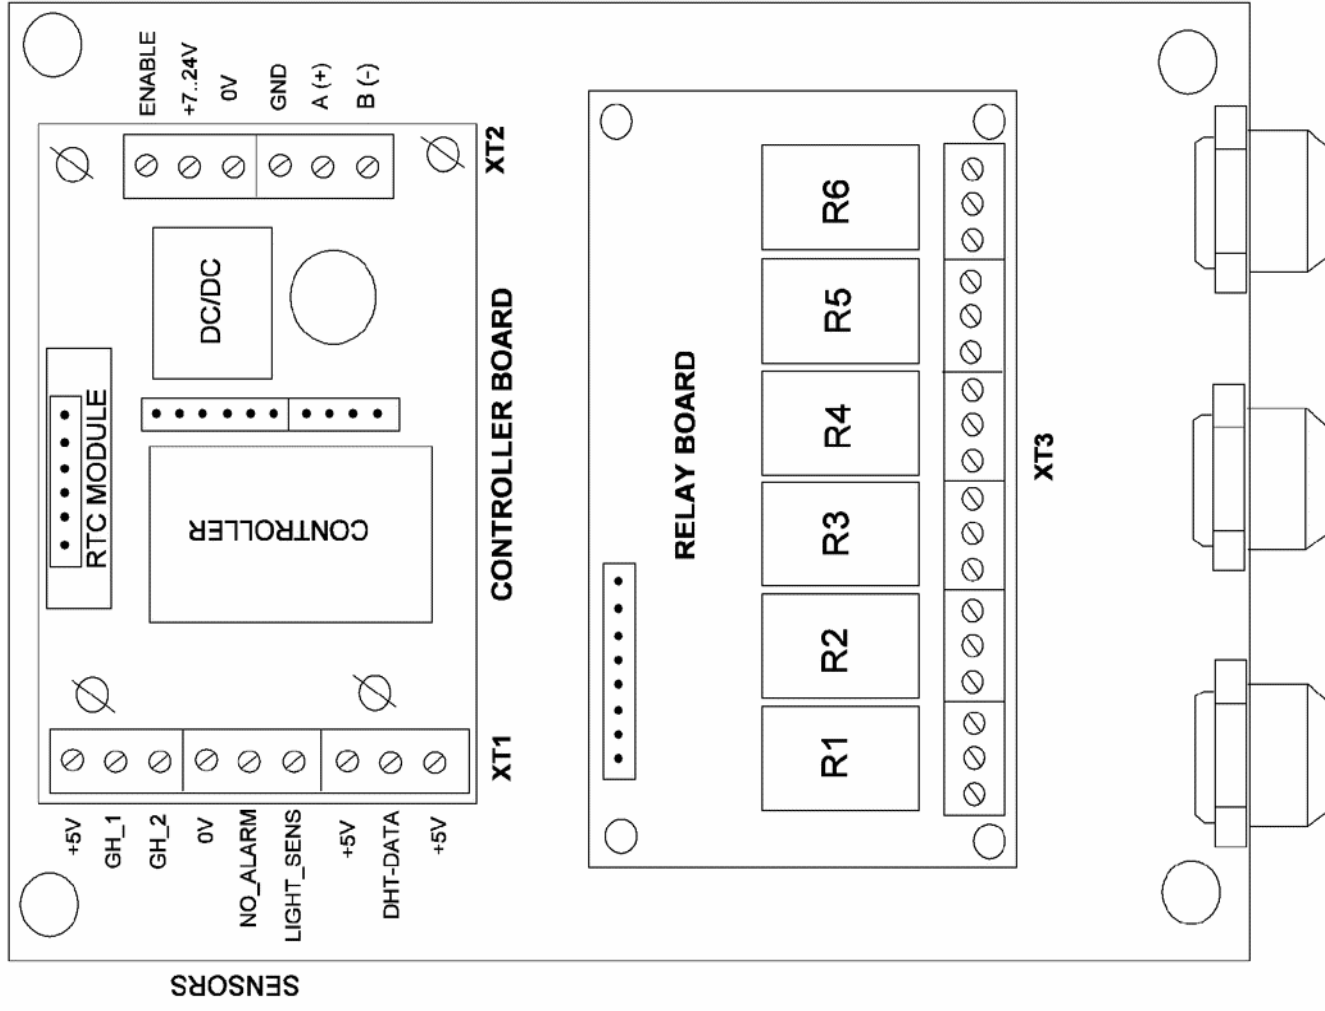 ENABLE
+7..24V
0V
GND
A (+)
B (-)
XT2
DC/DC
RTC MODULE
CONTROLLER
CONTROLLER BOARD
+5V
GH_1
GH_2
0V
NO_ALARM
LIGHT_SENS
+5V
DHT-DATA
+5V
XT1
SENSORS
RELAY BOARD
R6
R5
R4
R3
R2
R1
XT3